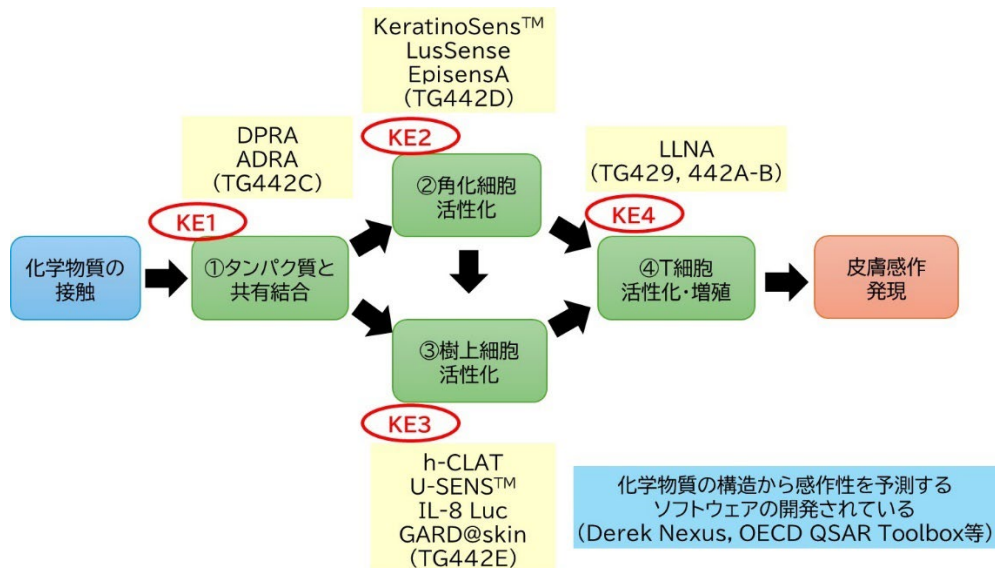 KeratinoSens™
LusSense
EpisensA
(TG442D)
DPRA
ADRA
(TG442C)
KE2
LLNA
(TG429, 442A-B)
KE1
②角化細胞
活性化
KE4
化学物質の
接触
①タンパク質と
共有結合
④T細胞
活性化・増殖
皮膚感作
発現
③樹上細胞
活性化
KE3
h-CLAT
U-SENS™
IL-8 Luc
GARD@skin
(TG442E)
化学物質の構造から感作性を予測する
ソフトウェアの開発されている
(Derek Nexus, OECD QSAR Toolbox等)